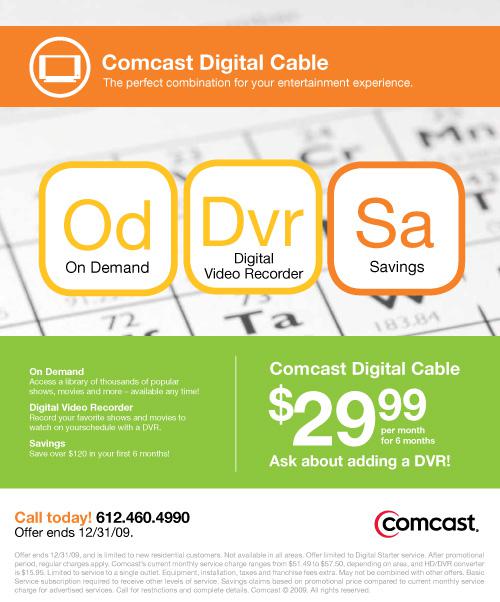 Comcast Digital Cable
The perfect combination for your entertainment experience.
Cr
Mn
Od
On Demand
Dvr
Digital
Video Recorder
Sa
Savings
72
73
Ta
W
183.84
On Demand
Access a library of thousands of popular
shows, movies and more – available any time!
Digital Video Recorder
Record your favorite shows and movies to
watch on yourschedule with a DVR.
Savings
Save over $120 in your first 6 months!
Comcast Digital Cable
$29.99
per month
for 6 months
Ask about adding a DVR!
Call today! 612.460.4990
Offer ends 12/31/09.
comcast.
Offer ends 12/31/09, and is limited to new residential customers. Not available in all areas. Offer limited to Digital Starter service. After promotional
period, regular charges apply. Comcast's current monthly service charge ranges from $51.49 to $57.50, depending on area, and HD/DVR converter
is $15.95. Limited to service to a single outlet. Equipment, installation, taxes and franchise fees extra. May not be combined with other offers. Basic
Service subscription required to receive other levels of service. Savings claims based on promotional price compared to current monthly service
charge for advertised services. Call for restrictions and complete details. Comcast © 2009. All rights reserved.